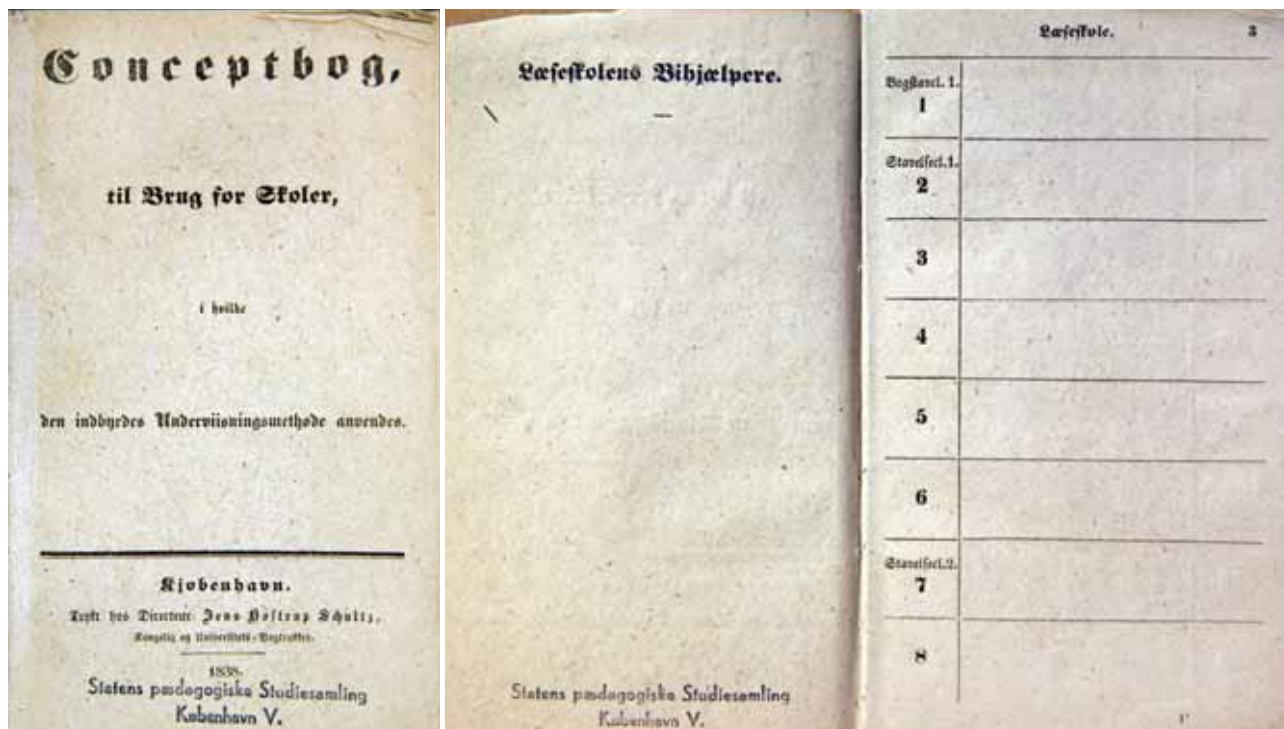 Conceptbog,
til Brug for Skoler,
i hvilke
den indbyrdes Underviisningsmethode anvendes.
Kjøbenhavn.
Trykt hos Directeur Jens Hostrup Schultz,
Kongelig og Universitets-Bogtrykker.
1838.
Statens pædagogiske Studiesamling
København V.
Læseskolens Bihjælpere.
Statens pædagogiske Studiesamling
København V.
Læseskole. 3
Bogstavcl. 1.
1
Stavelsecl. 1.
2
3
4
5
6
Stavelsecl. 2.
7
8
1*